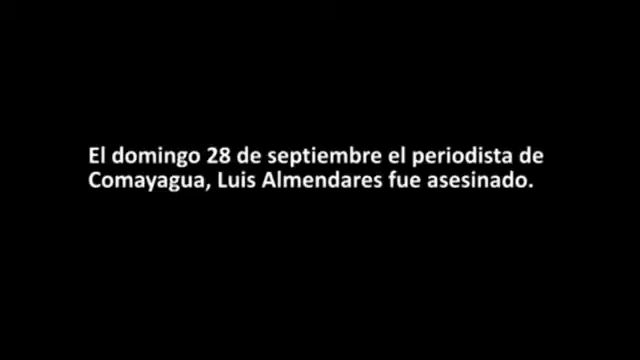 El domingo 28 de septiembre el periodista de
Comayagua, Luis Almendares fue asesinado.